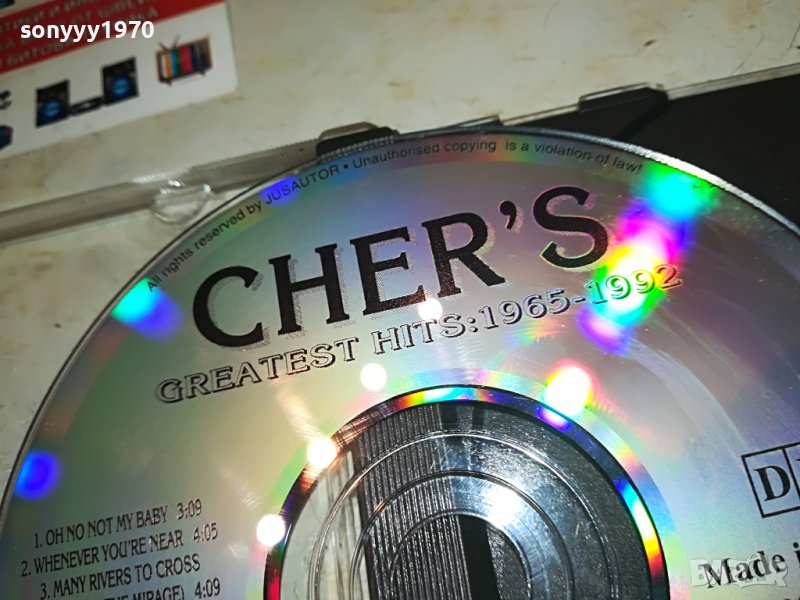 sonyyy1970
All rights reserved by JUSAUTOR • Unauthorised copying is a violation of law!
CHER'S
GREATEST HITS: 1965-1992
1. OH NO NOT MY BABY 3:09
2. WHENEVER YOU'RE NEAR 4:05
3. MANY RIVERS TO CROSS
THE MIRAGE) 4:09
Made